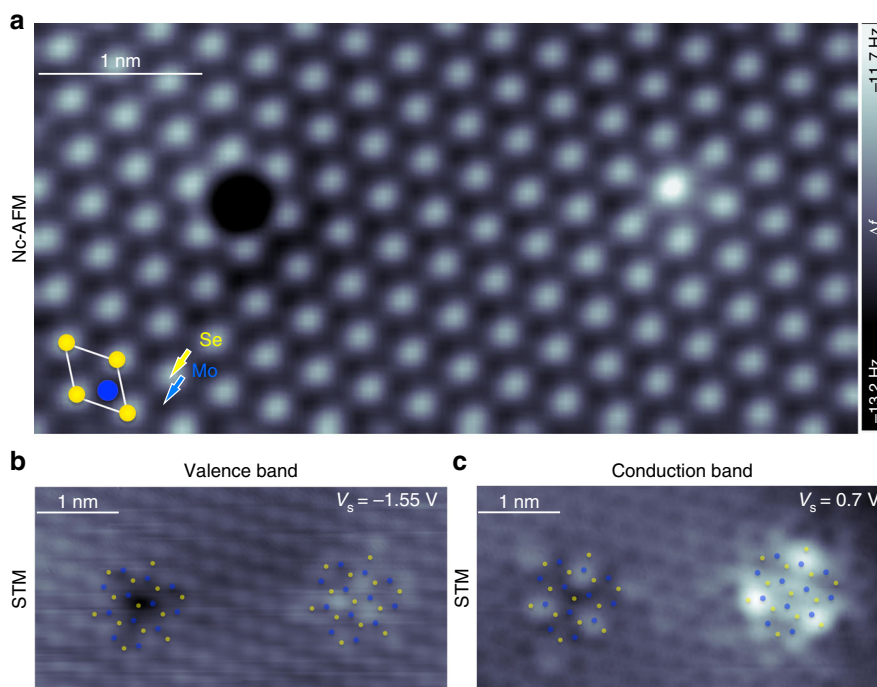 a
1 nm
Nc-AFM
Se
Mo
–11.7 Hz
Δf
–13.2 Hz
b
Valence band
1 nm
Vs = –1.55 V
STM
c
Conduction band
1 nm
Vs = 0.7 V
STM